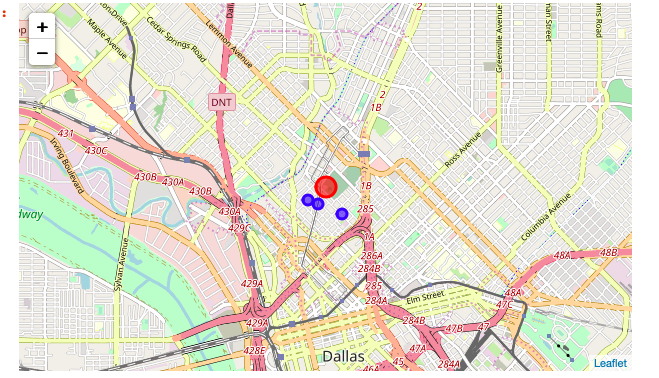 +
−
Maple Avenue
Cedar Springs Road
Lemmon Avenue
Greenville Avenue
2
2
1B
DNT
431
430C
Irving Boulevard
430B
430A
430B
430A
429C
Ross Avenue
1B
285
Columbia Avenue
1A
286A
284B
Sylvan Avenue
429A
285
284A
Elm Street
48A
48B
48A
47C
429A
284B
47B
47
428E
Dallas
47A
45
284A
46A
Leaflet